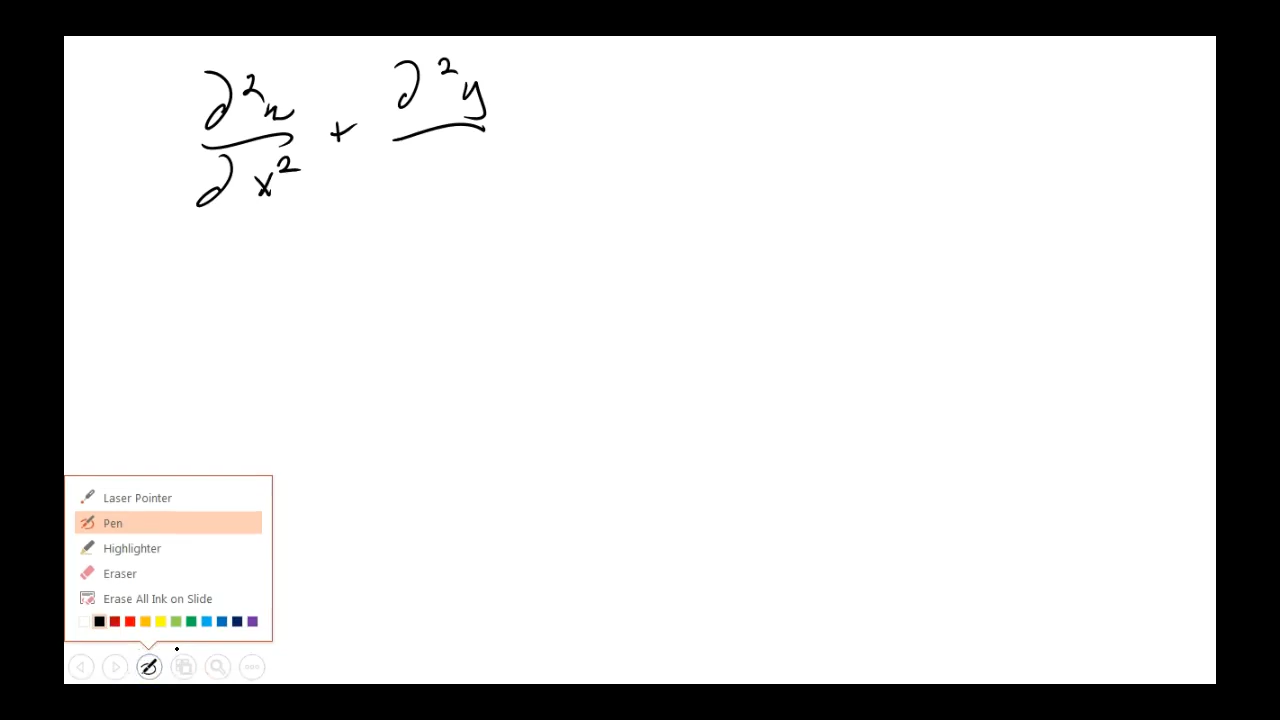 ∂²u/∂x² + ∂²y/
Laser Pointer
Pen
Highlighter
Eraser
Erase All Ink on Slide